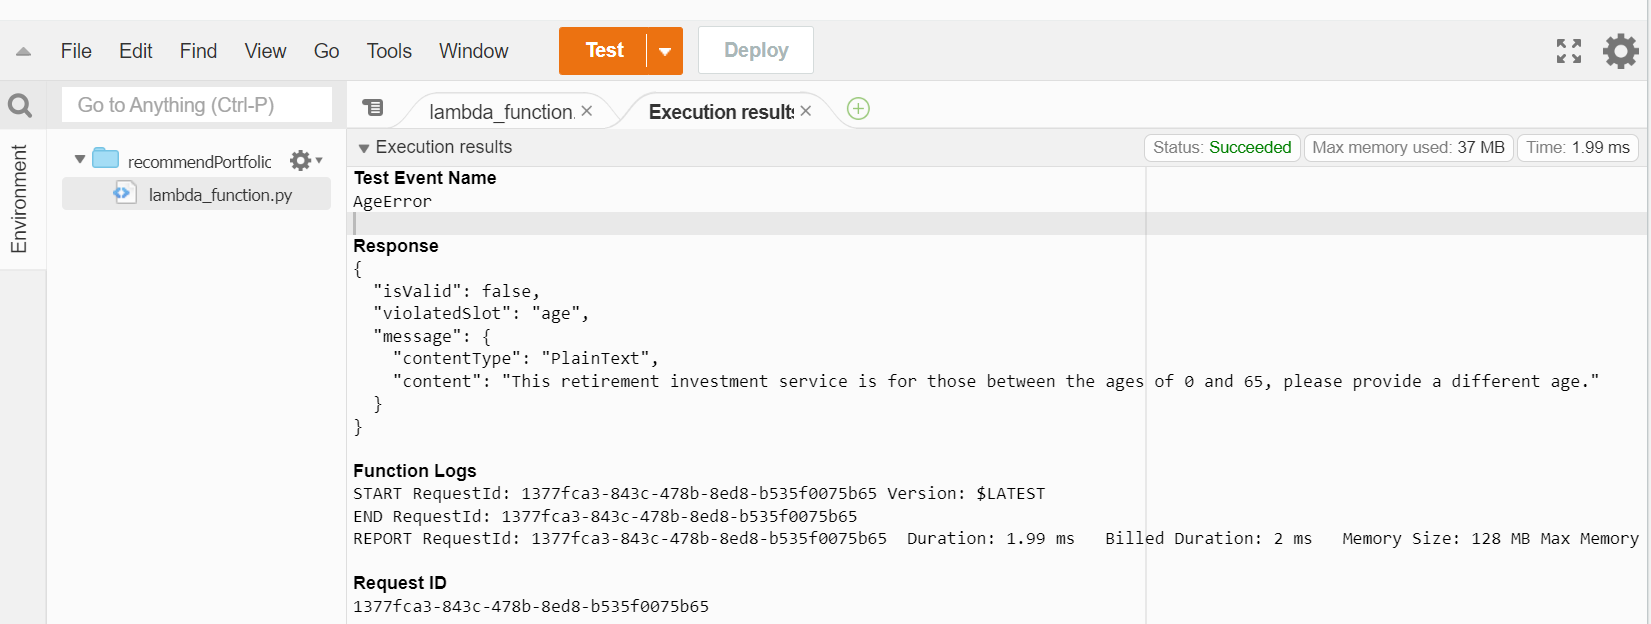 File Edit Find View Go Tools Window Test Deploy
Go to Anything (Ctrl-P)
lambda_function. Execution results
Environment
recommendPortfolic
lambda_function.py
Execution results
Status: Succeeded Max memory used: 37 MB Time: 1.99 ms
Test Event Name
AgeError
Response
{
"isValid": false,
"violatedSlot": "age",
"message": {
"contentType": "PlainText",
"content": "This retirement investment service is for those between the ages of 0 and 65, please provide a different age."
}
}
Function Logs
START RequestId: 1377fca3-843c-478b-8ed8-b535f0075b65 Version: $LATEST
END RequestId: 1377fca3-843c-478b-8ed8-b535f0075b65
REPORT RequestId: 1377fca3-843c-478b-8ed8-b535f0075b65 Duration: 1.99 ms Billed Duration: 2 ms Memory Size: 128 MB Max Memory
Request ID
1377fca3-843c-478b-8ed8-b535f0075b65